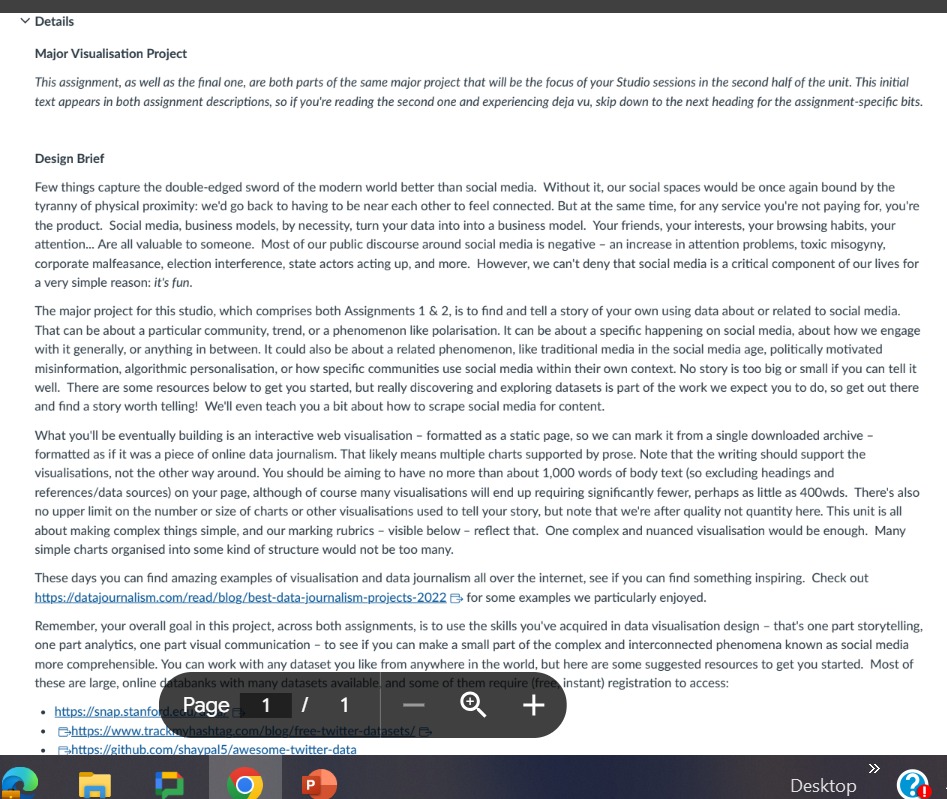 Details
Major Visualisation Project
This assignment, as well as the final one, are both parts of the same major project that will be the focus of your Studio sessions in the second half of the unit. This initial
text appears in both assignment descriptions, so if you're reading the second one and experiencing deja vu, skip down to the next heading for the assignment-specific bits.
Design Brief
Few things capture the double-edged sword of the modern world better than social media. Without it, our social spaces would be once again bound by the
tyranny of physical proximity: we'd go back to having to be near each other to feel connected. But at the same time, for any service you're not paying for, you're
the product. Social media, business models, by necessity, turn your data into into a business model. Your friends, your interests, your browsing habits, your
attention... Are all valuable to someone. Most of our public discourse around social media is negative – an increase in attention problems, toxic misogyny,
corporate malfeasance, election interference, state actors acting up, and more. However, we can't deny that social media is a critical component of our lives for
a very simple reason: it's fun.
The major project for this studio, which comprises both Assignments 1 & 2, is to find and tell a story of your own using data about or related to social media.
That can be about a particular community, trend, or a phenomenon like polarisation. It can be about a specific happening on social media, about how we engage
with it generally, or anything in between. It could also be about a related phenomenon, like traditional media in the social media age, politically motivated
misinformation, algorithmic personalisation, or how specific communities use social media within their own context. No story is too big or small if you can tell it
well. There are some resources below to get you started, but really discovering and exploring datasets is part of the work we expect you to do, so get out there
and find a story worth telling! We'll even teach you a bit about how to scrape social media for content.
What you'll be eventually building is an interactive web visualisation – formatted as a static page, so we can mark it from a single downloaded archive –
formatted as if it was a piece of online data journalism. That likely means multiple charts supported by prose. Note that the writing should support the
visualisations, not the other way around. You should be aiming to have no more than about 1,000 words of body text (so excluding headings and
references/data sources) on your page, although of course many visualisations will end up requiring significantly fewer, perhaps as little as 400wds. There's also
no upper limit on the number or size of charts or other visualisations used to tell your story, but note that we're after quality not quantity here. This unit is all
about making complex things simple, and our marking rubrics – visible below – reflect that. One complex and nuanced visualisation would be enough. Many
simple charts organised into some kind of structure would not be too many.
These days you can find amazing examples of visualisation and data journalism all over the internet, see if you can find something inspiring. Check out
https://datajournalism.com/read/blog/best-data-journalism-projects-2022 for some examples we particularly enjoyed.
Remember, your overall goal in this project, across both assignments, is to use the skills you've acquired in data visualisation design – that's one part storytelling,
one part analytics, one part visual communication – to see if you can make a small part of the complex and interconnected phenomena known as social media
more comprehensible. You can work with any dataset you like from anywhere in the world, but here are some suggested resources to get you started. Most of
these are large, online databanks with many datasets available, and some of them require (free, instant) registration to access:
https://snap.stanford.edu/
https://www.trackmyhashtag.com/blog/free-twitter-datasets/
https://github.com/shaypal5/awesome-twitter-data
Page 1 / 1
Desktop